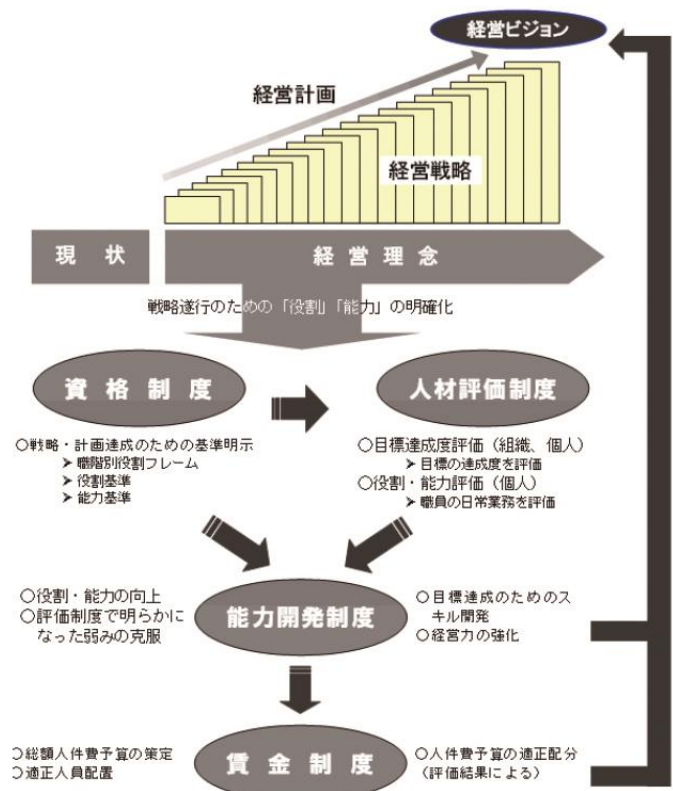 経営ビジョン
経営計画
経営戦略
現 状
経 営 理 念
戦略遂行のための「役割」「能力」の明確化
資 格 制 度
人材評価制度
○戦略・計画達成のための基準明示
➤ 職階別役割フレーム
➤ 役割基準
➤ 能力基準
○目標達成度評価（組織、個人）
➤ 目標の達成度を評価
○役割・能力評価（個人）
➤ 職員の日常業務を評価
○役割・能力の向上
○評価制度で明らかに
なった弱みの克服
能力開発制度
○目標達成のためのス
キル開発
○経営力の強化
○総額人件費予算の策定
○適正人員配置
賃 金 制 度
○人件費予算の適正配分
（評価結果による）